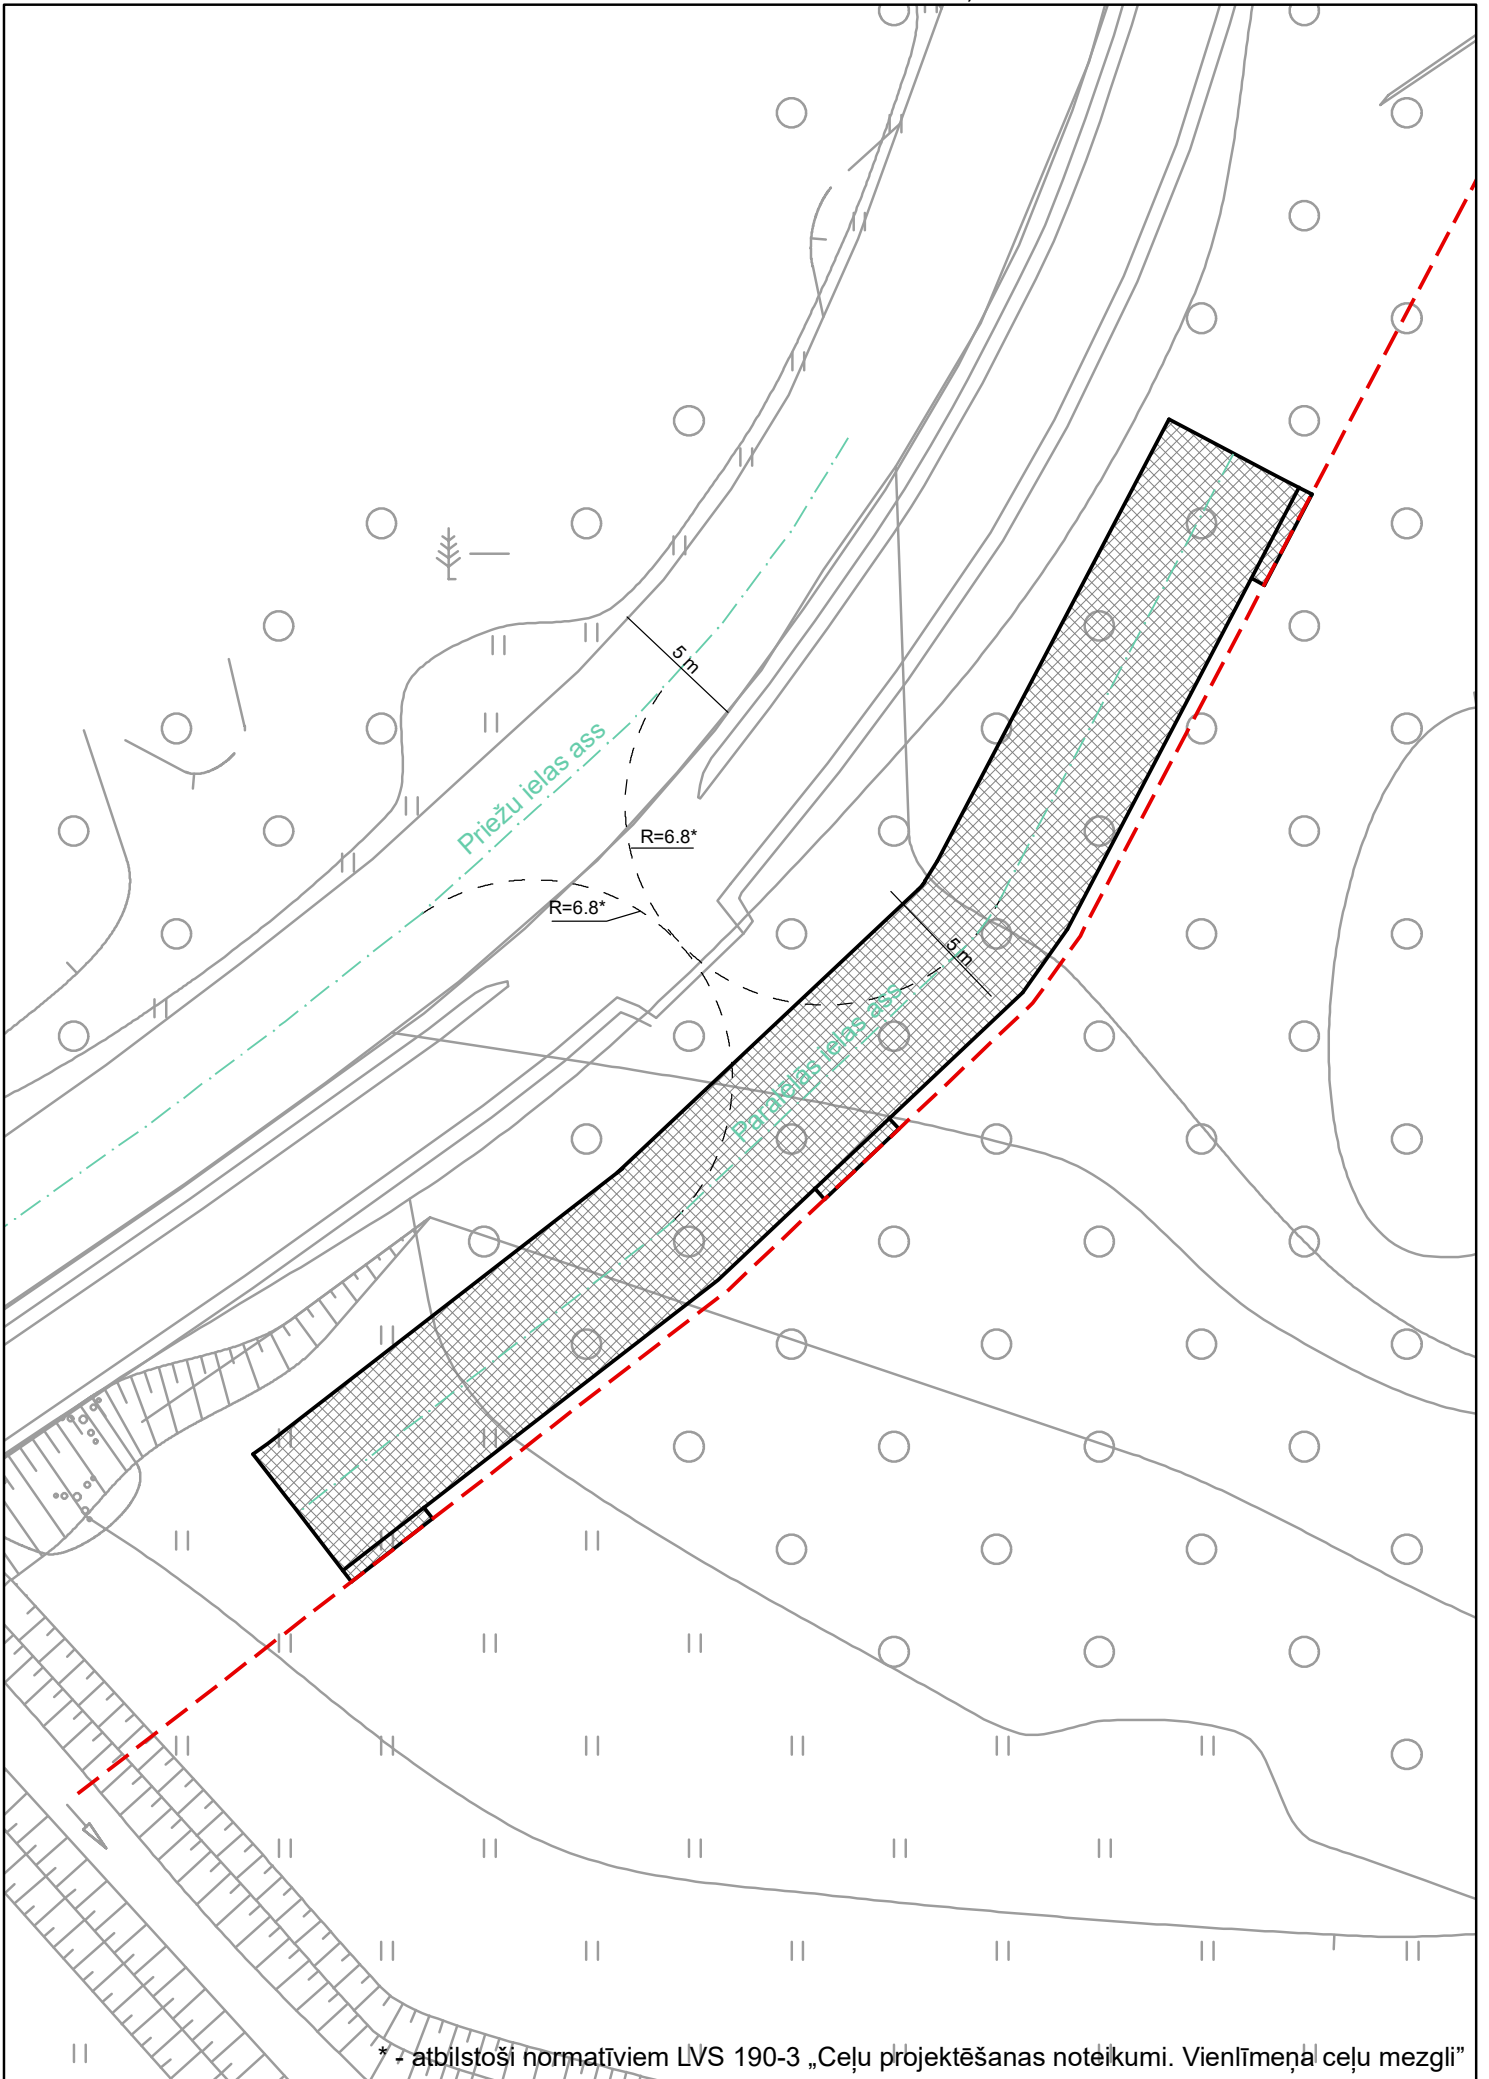 5 m
Priežu ielas ass
R=6.8*
R=6.8*
5 m
Paralēlās ielas ass
* - atbilstoši normatīviem LVS 190-3 „Ceļu projektēšanas noteikumi. Vienlīmeņa ceļu mezgli”